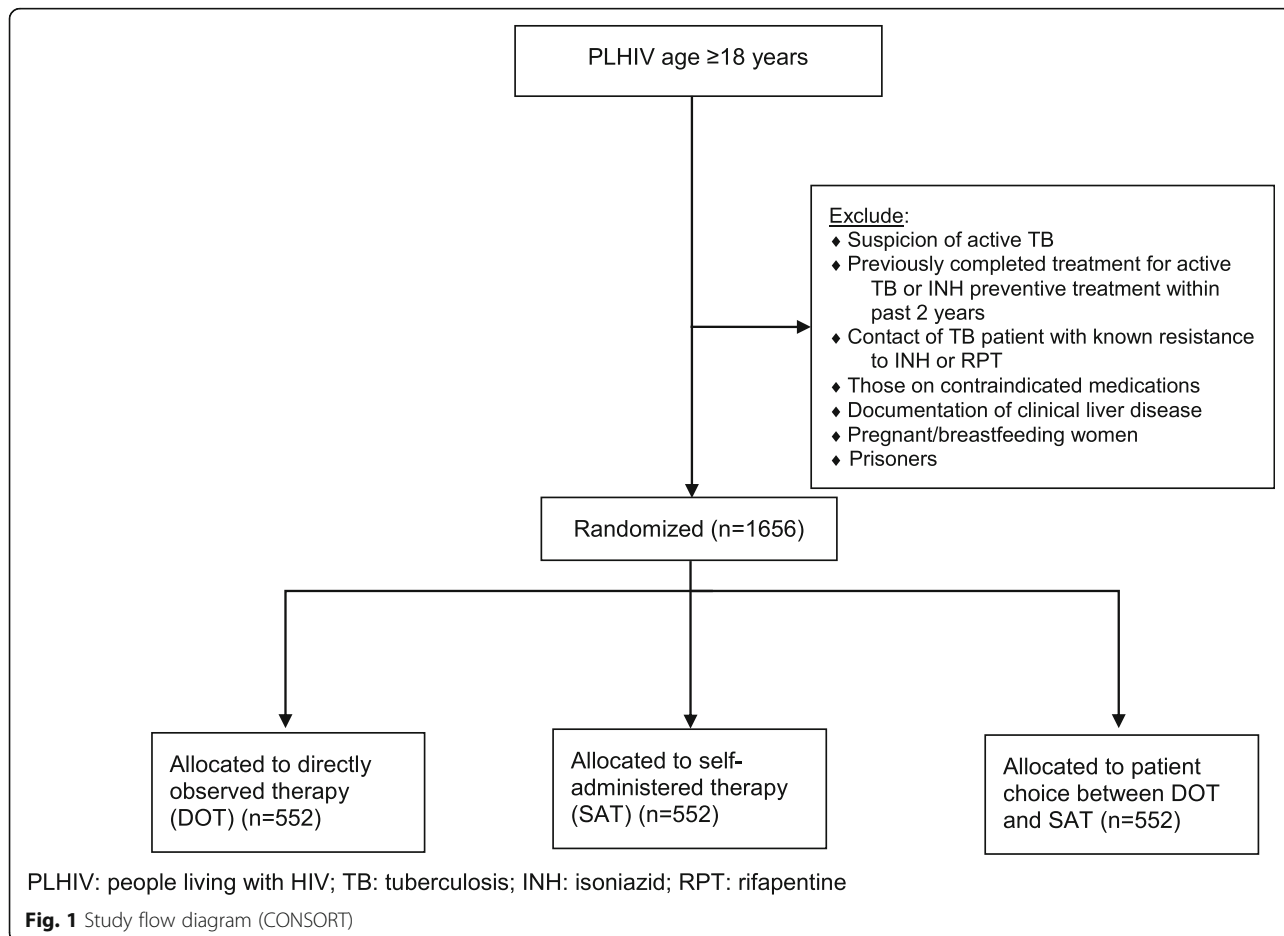 PLHIV age ≥18 years
Exclude:
♦ Suspicion of active TB
♦ Previously completed treatment for active
TB or INH preventive treatment within
past 2 years
♦ Contact of TB patient with known resistance
to INH or RPT
♦ Those on contraindicated medications
♦ Documentation of clinical liver disease
♦ Pregnant/breastfeeding women
♦ Prisoners
Randomized (n=1656)
Allocated to directly
observed therapy
(DOT) (n=552)
Allocated to self-
administered therapy
(SAT) (n=552)
Allocated to patient
choice between DOT
and SAT (n=552)
PLHIV: people living with HIV; TB: tuberculosis; INH: isoniazid; RPT: rifapentine
Fig. 1 Study flow diagram (CONSORT)